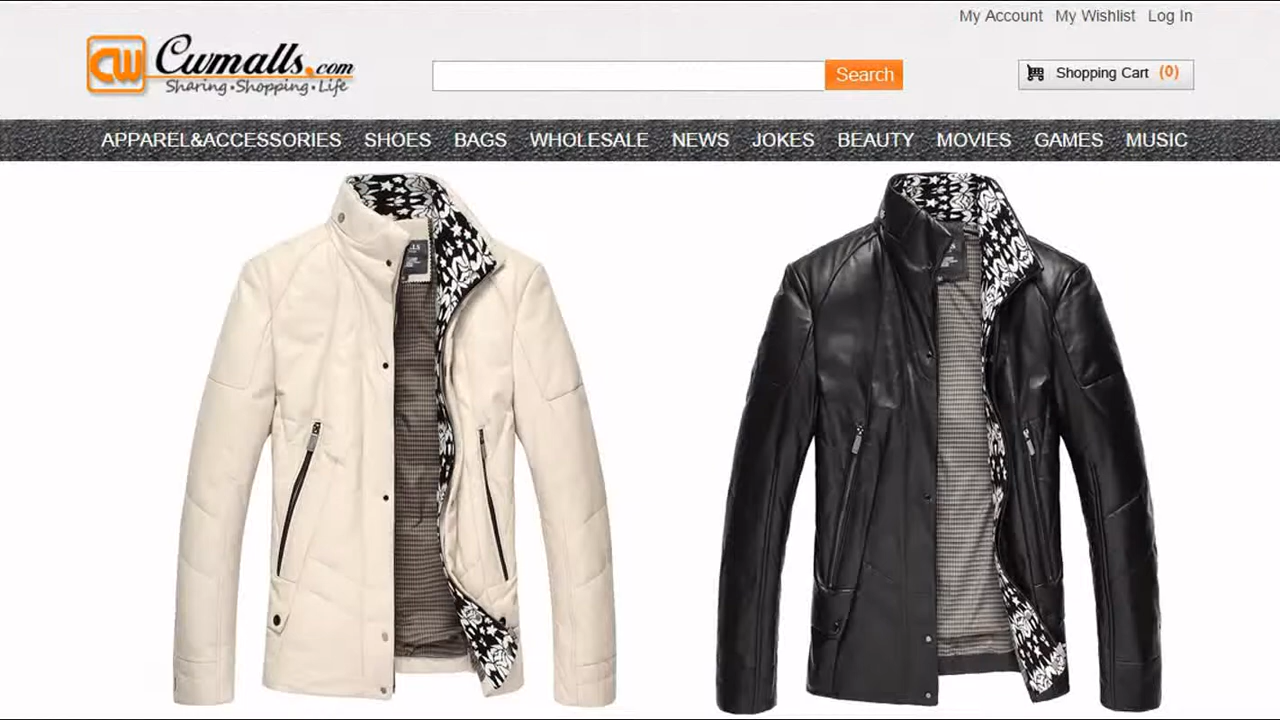 My Account My Wishlist Log In
CW Cwmalls.com
Sharing•Shopping•Life
Search
Shopping Cart (0)
APPAREL&ACCESSORIES SHOES BAGS WHOLESALE NEWS JOKES BEAUTY MOVIES GAMES MUSIC